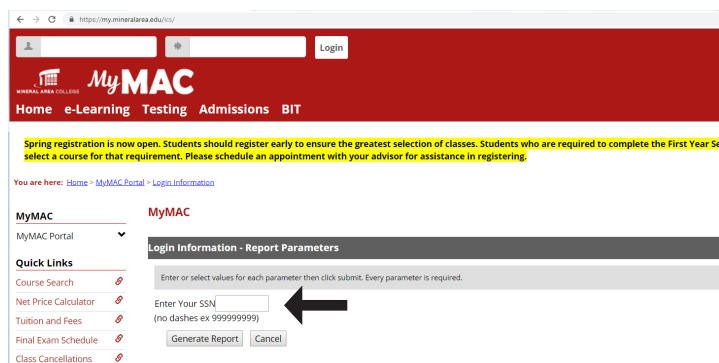 https://my.mineralarea.edu/ics/
Login
MINERAL AREA COLLEGE MyMAC
Home e-Learning Testing Admissions BIT
Spring registration is now open. Students should register early to ensure the greatest selection of classes. Students who are required to complete the First Year Se
select a course for that requirement. Please schedule an appointment with your advisor for assistance in registering.
You are here: Home > MyMAC Portal > Login Information
MyMAC
MyMAC Portal
Quick Links
Course Search
Net Price Calculator
Tuition and Fees
Final Exam Schedule
Class Cancellations
MyMAC
Login Information - Report Parameters
Enter or select values for each parameter then click submit. Every parameter is required.
Enter Your SSN
(no dashes ex 999999999)
Generate Report Cancel